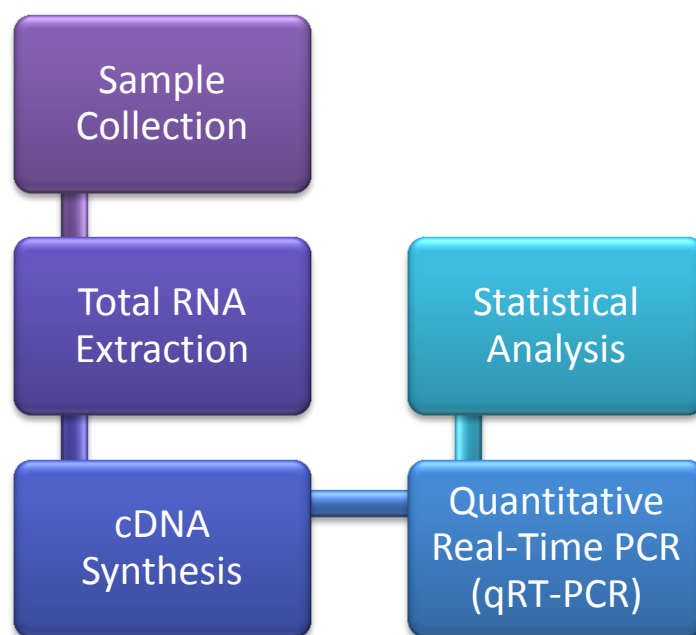 Sample
Collection
Total RNA
Extraction
cDNA
Synthesis
Quantitative
Real-Time PCR
(qRT-PCR)
Statistical
Analysis